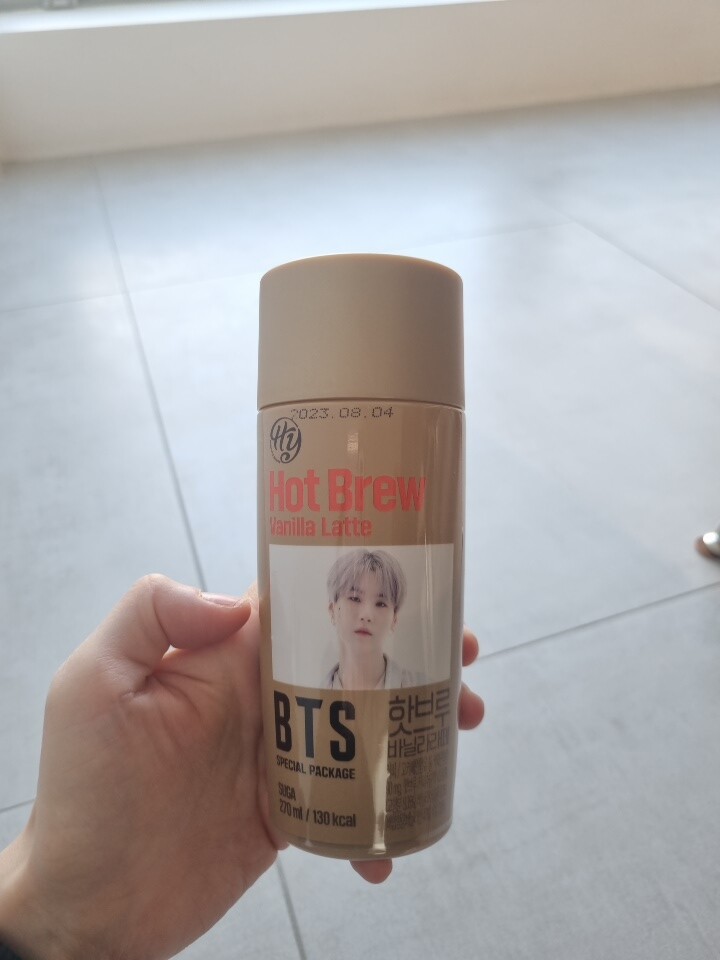 2023.08.04
Hy
Hot Brew
Vanilla Latte
BTS
SPECIAL PACKAGE
SUGA
270 ml / 130 kcal
핫브루
바닐라라떼